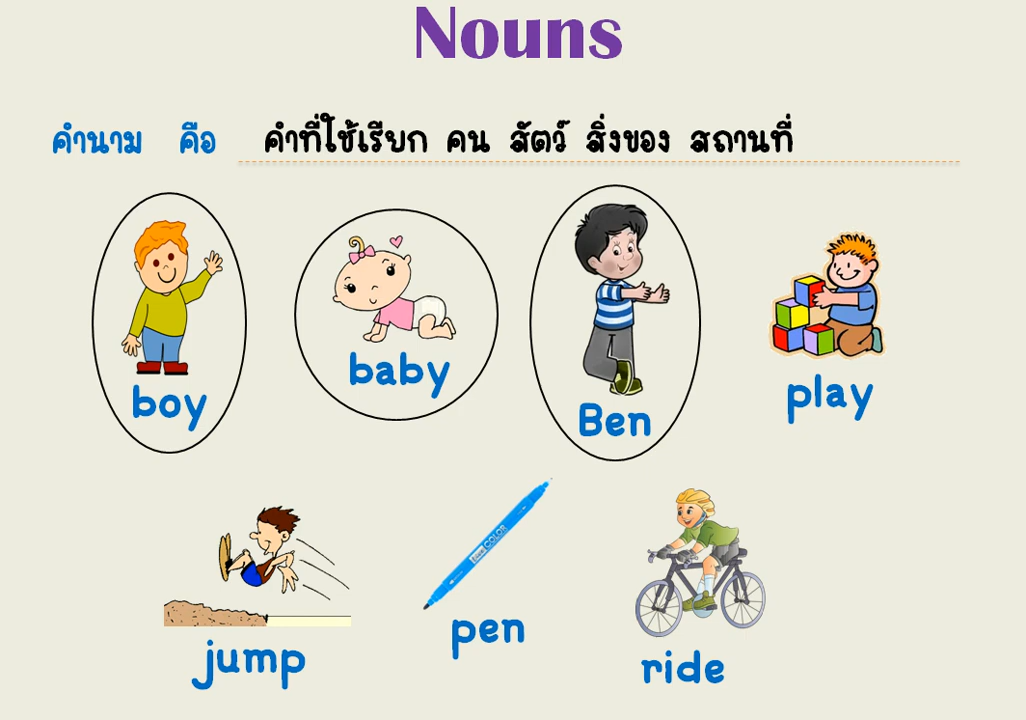 Nouns
คำนาม คือ คำที่ใช้เรียก คน สัตว์ สิ่งของ สถานที่
boy
baby
Ben
play
COLOR
jump
pen
ride